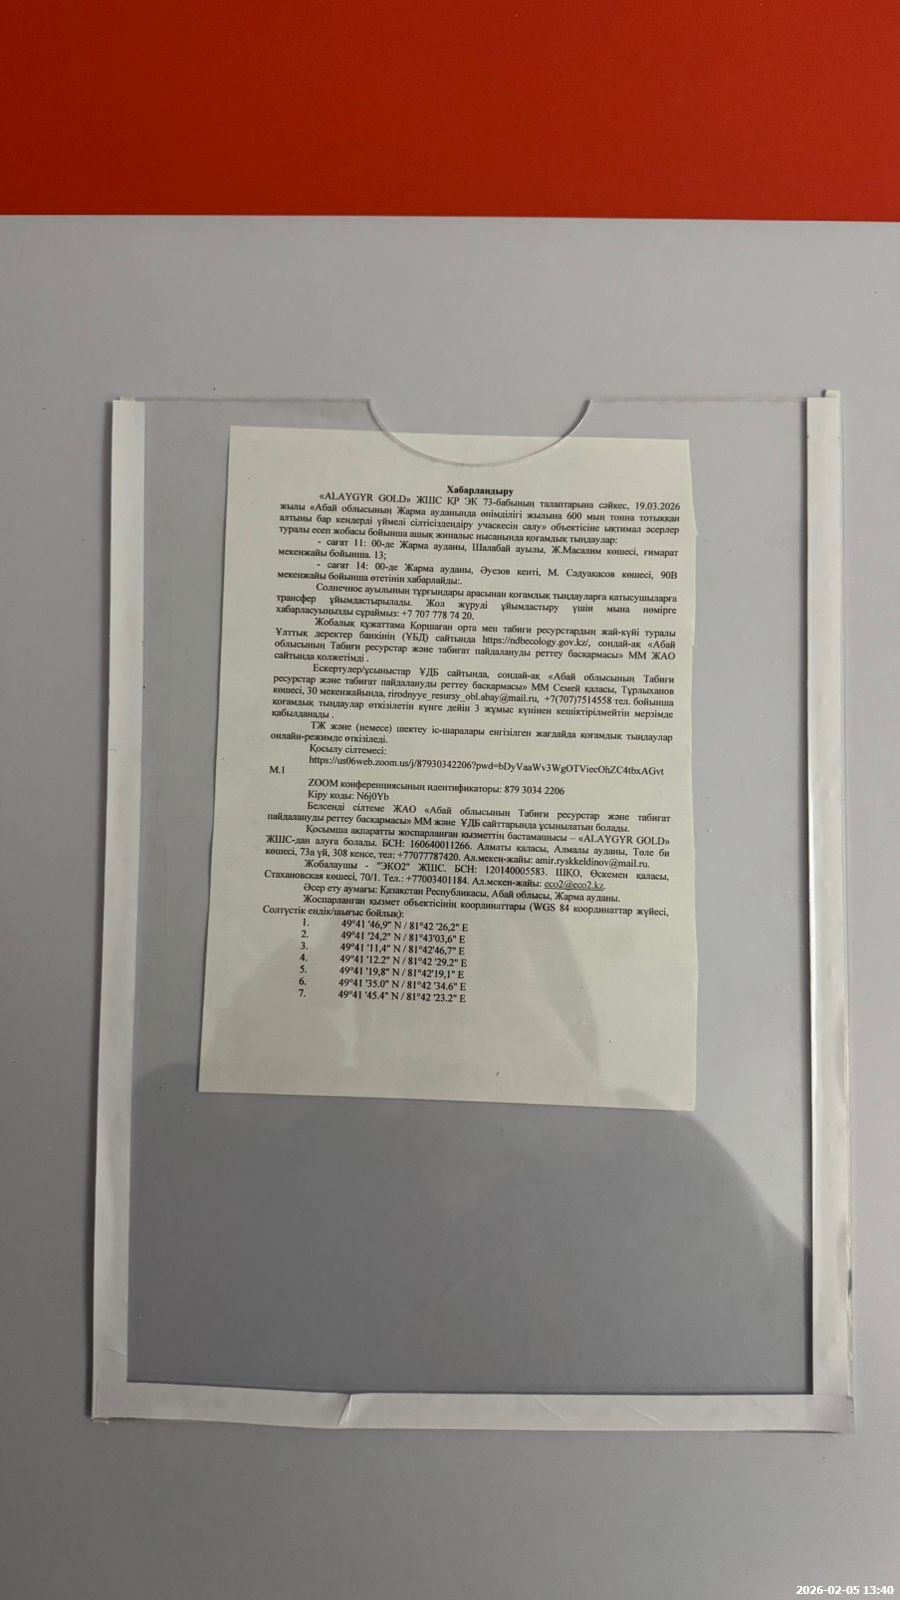 Хабарландыру
«ALAYGYR GOLD» ЖШС ҚР ЭК 73-бабының талаптарына сәйкес, 19.03.2026
жылы «Абай облысының Жарма ауданында өнімділігі жылына 600 мың тонна тотыққан
алтыны бар кендерді үймелі сілтісіздендіру учаскесін салу» объектісіне ықтимал әсерлер
туралы есеп жобасы бойынша ашық жиналыс нысанында қоғамдық тыңдаулар:
- сағат 11: 00-де Жарма ауданы, Шалабай ауылы, Ж.Масалим көшесі, ғимарат
мекенжайы бойынша. 13;
- сағат 14: 00-де Жарма ауданы, Әуезов кенті, М. Сәдуакасов көшесі, 90В
мекенжайы бойынша өтетінін хабарлайды:.
Солнечное ауылының тұрғындары арасынан қоғамдық тыңдауларға қатысушыларға
трансфер ұйымдастырылады. Жол жүруді ұйымдастыру үшін мына нөмірге
хабарласуыңызды сұраймыз: +7 707 778 74 20.
Жобалық құжаттама Қоршаған орта мен табиғи ресурстардың жай-күйі туралы
Ұлттық деректер банкінің (ҰБД) сайтында https://ndbecology.gov.kz/, сондай-ақ «Абай
облысының Табиғи ресурстар және табиғат пайдалануды реттеу басқармасы» ММ ЖАО
сайтында қолжетімді .
Ескертулер/ұсыныстар ҰДБ сайтында, сондай-ақ «Абай облысының Табиғи
ресурстар және табиғат пайдалануды реттеу басқармасы» ММ Семей қаласы, Тұрлыханов
көшесі, 30 мекенжайында, rirodnyye_resursy_obl.abay@mail.ru, +7(707)7514558 тел. бойынша
қоғамдық тыңдаулар өткізілетін күнге дейін 3 жұмыс күнінен кешіктірілмейтін мерзімде
қабылданады .
ТЖ және (немесе) шектеу іс-шаралары енгізілген жағдайда қоғамдық тыңдаулар
онлайн-режимде өткізіледі.
Қосылу сілтемесі:
https://us06web.zoom.us/j/87930342206?pwd=bDyVaaWv3WgOTViecOhZC4tbxAGvt
M.1
ZOOM конференциясының идентификаторы: 879 3034 2206
Кіру коды: N6j0Yb
Белсенді сілтеме ЖАО «Абай облысының Табиғи ресурстар және табиғат
пайдалануды реттеу басқармасы» ММ және ҰДБ сайттарында ұсынылатын болады.
Қосымша ақпаратты жоспарланған қызметтің бастамашысы – «ALAYGYR GOLD»
ЖШС-дан алуға болады. БСН: 160640011266. Алматы қаласы, Алмалы ауданы, Төле би
көшесі, 73а үй, 308 кеңсе, тел: +77077787420. Ал.мекен-жайы: amir.ryskkeldinov@mail.ru.
Жобалаушы - "ЭКО2" ЖШС. БСН: 120140005583. ШҚО, Өскемен қаласы,
Стахановская көшесі, 70/1. Тел.: +77003401184. Ал.мекен-жайы: eco2@eco2.kz.
Әсер ету аумағы: Қазақстан Республикасы, Абай облысы, Жарма ауданы.
Жоспарланған қызмет объектісінің координаттары (WGS 84 координаттар жүйесі,
Солтүстік ендік/шығыс бойлық):
1. 49°41 '46,9" N / 81°42 '26,2" E
2. 49°41 '24,2" N / 81°43'03,6" E
3. 49°41 '11,4" N / 81°42'46,7" E
4. 49°41 '12.2" N / 81°42 '29.2" E
5. 49°41 '19,8" N / 81°42'19,1" E
6. 49°41 '35.0" N / 81°42 '34.6" E
7. 49°41 '45.4" N / 81°42 '23.2" E
2026-02-05 13:40